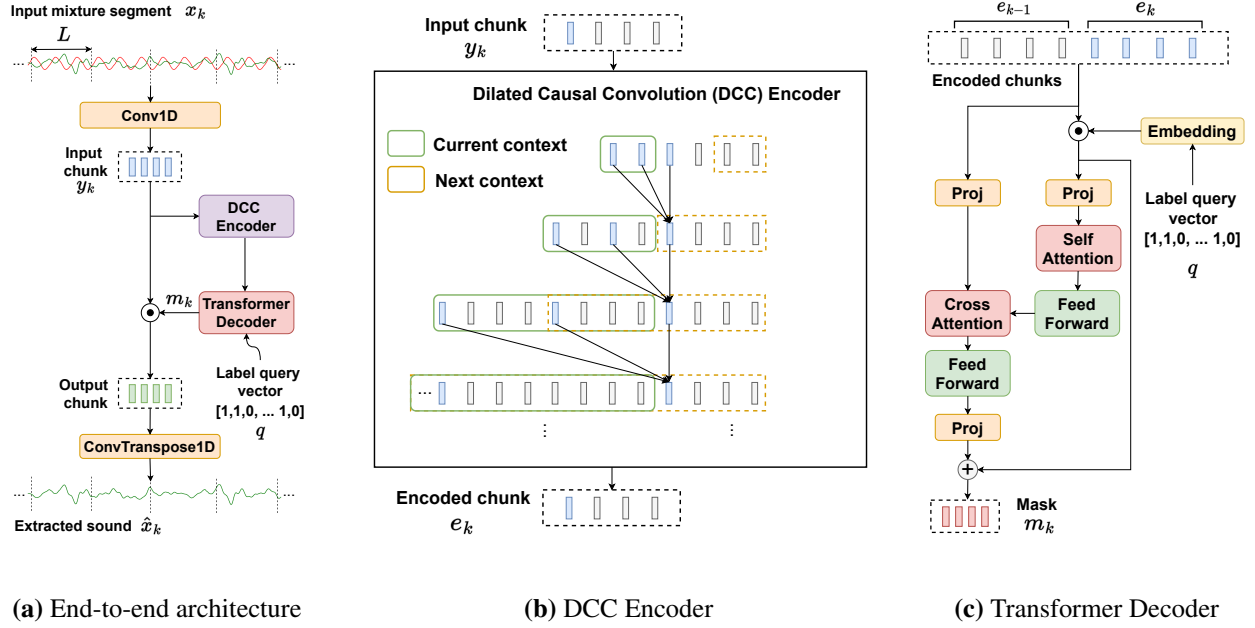 Input mixture segment x_k
L
... ...
Conv1D
Input
chunk
y_k
DCC
Encoder
m_k
Transformer
Decoder
Label query
vector
[1,1,0, ... 1,0]
q
Output
chunk
ConvTranspose1D
... ...
Extracted sound x̂_k
(a) End-to-end architecture
Input chunk
y_k
Dilated Causal Convolution (DCC) Encoder
Current context
Next context
...
⋮ ⋮
Encoded chunk
e_k
(b) DCC Encoder
e_{k-1} e_k
Encoded chunks
Embedding
Proj
Proj
Label query
vector
[1,1,0, ... 1,0]
q
Self
Attention
Cross
Attention
Feed
Forward
Feed
Forward
Proj
+
Mask
m_k
(c) Transformer Decoder